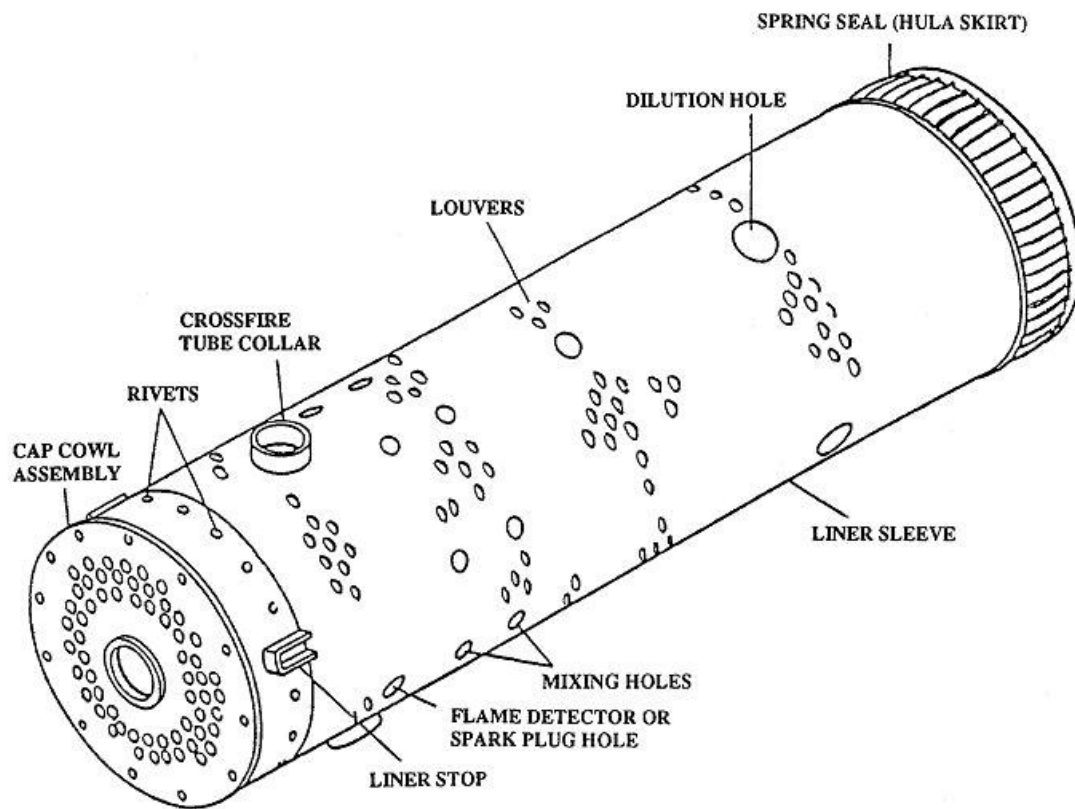 SPRING SEAL (HULA SKIRT)
DILUTION HOLE
LOUVERS
CROSSFIRE
TUBE COLLAR
RIVETS
CAP COWL
ASSEMBLY
LINER SLEEVE
MIXING HOLES
FLAME DETECTOR OR
SPARK PLUG HOLE
LINER STOP